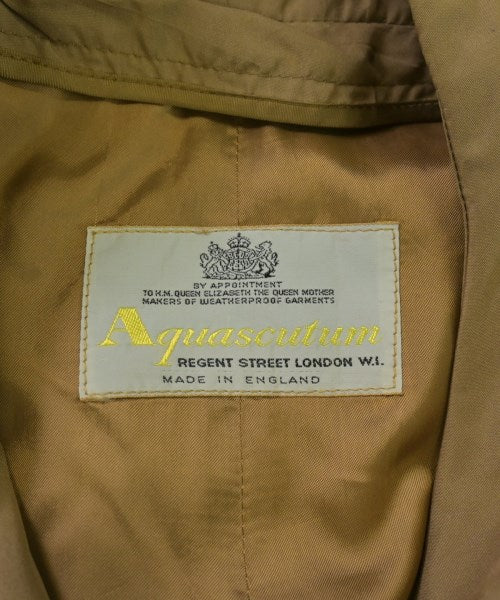 BY APPOINTMENT
TO H.M. QUEEN ELIZABETH THE QUEEN MOTHER
MAKERS OF WEATHERPROOF GARMENTS
Aquascutum
REGENT STREET LONDON W.I.
MADE IN ENGLAND